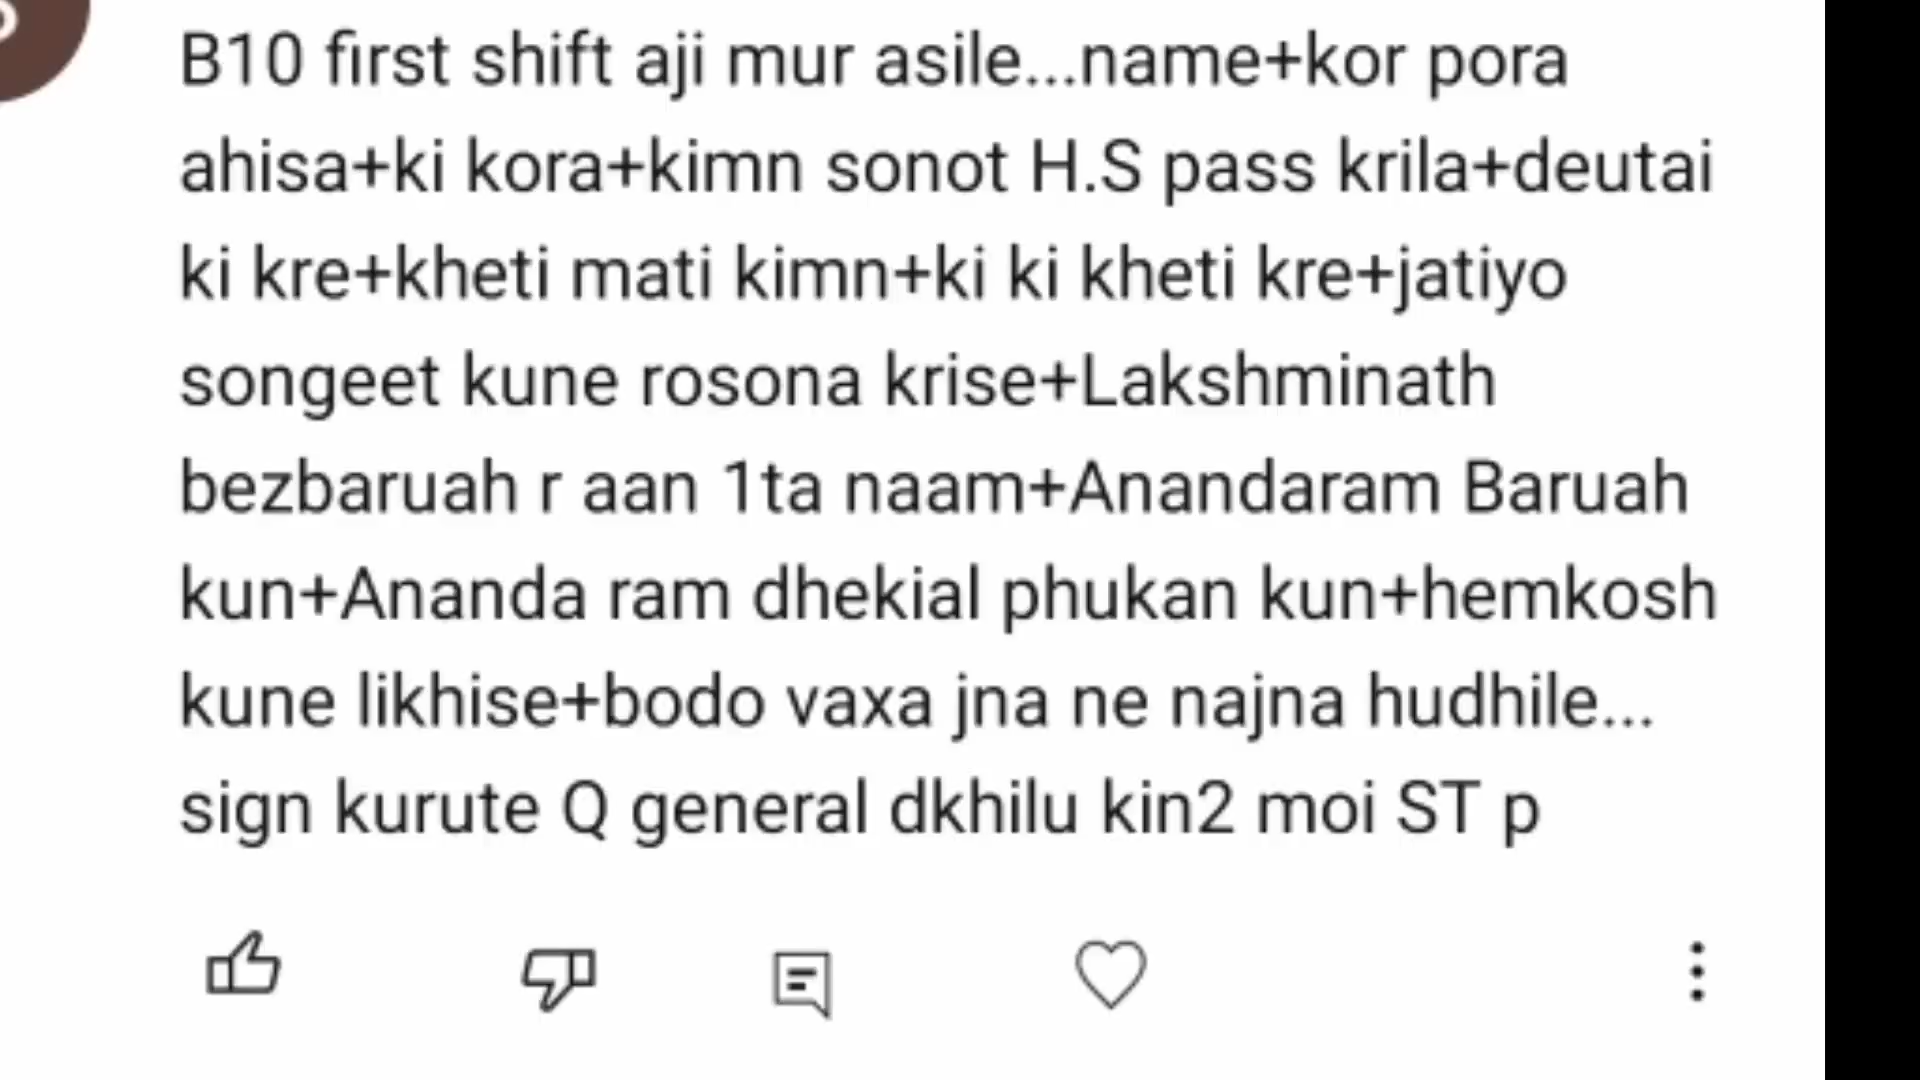 B10 first shift aji mur asile...name+kor pora
ahisa+ki kora+kimn sonot H.S pass krila+deutai
ki kre+kheti mati kimn+ki ki kheti kre+jatiyo
songeet kune rosona krise+Lakshminath
bezbaruah r aan 1ta naam+Anandaram Baruah
kun+Ananda ram dhekial phukan kun+hemkosh
kune likhise+bodo vaxa jna ne najna hudhile...
sign kurute Q general dkhilu kin2 moi ST p